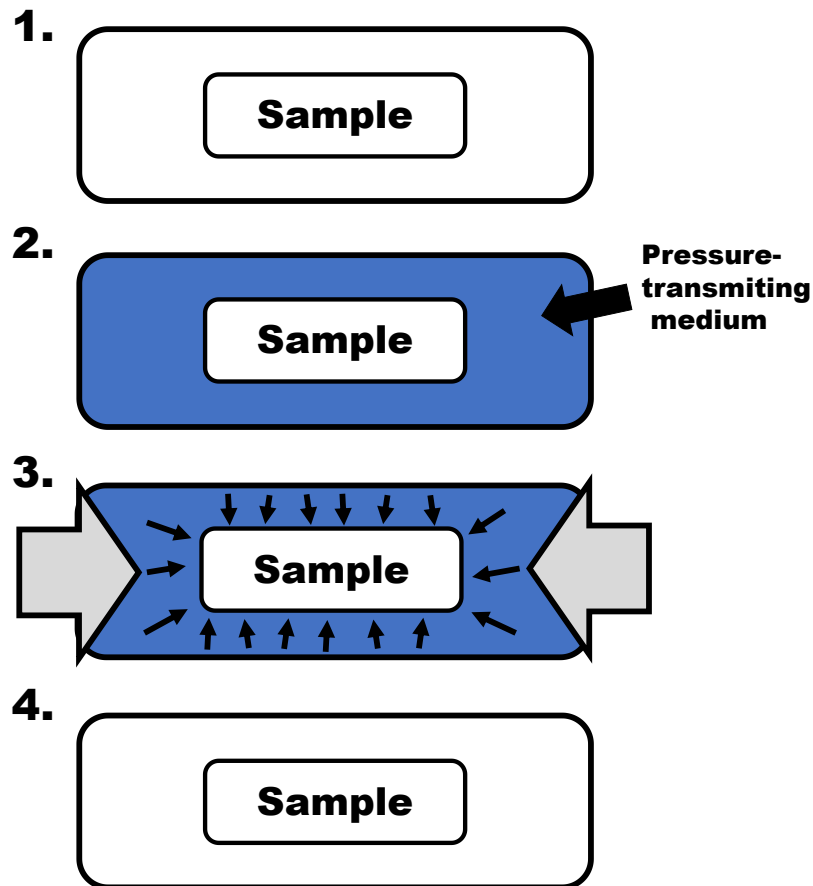 1.
Sample
2.
Pressure-
transmiting
medium
Sample
3.
Sample
4.
Sample